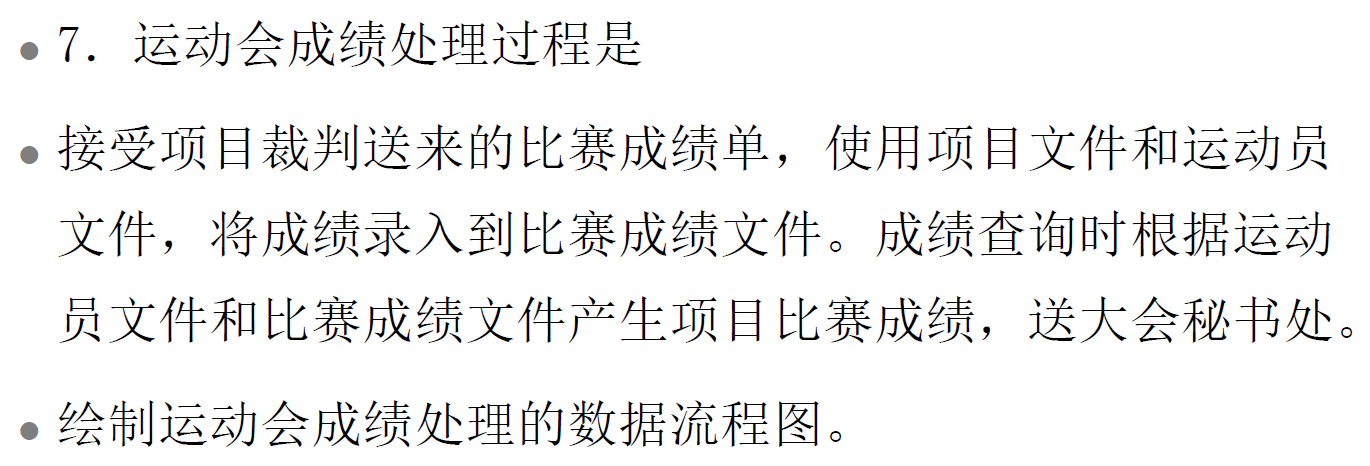 • 7．运动会成绩处理过程是
• 接受项目裁判送来的比赛成绩单，使用项目文件和运动员
文件，将成绩录入到比赛成绩文件。成绩查询时根据运动
员文件和比赛成绩文件产生项目比赛成绩，送大会秘书处。
• 绘制运动会成绩处理的数据流程图。